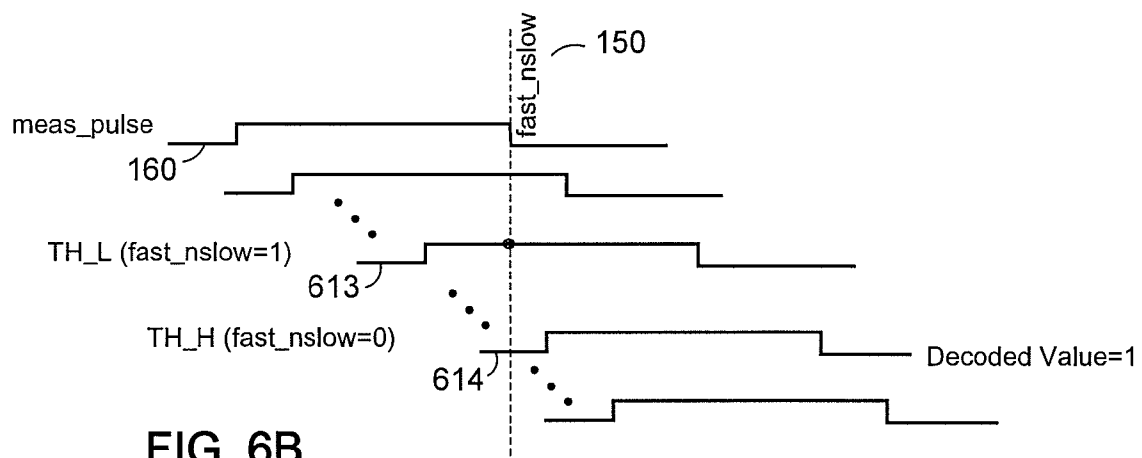 fast_nslow
150
meas_pulse
160
TH_L (fast_nslow=1)
613
TH_H (fast_nslow=0)
614
Decoded Value=1
FIG. 6B